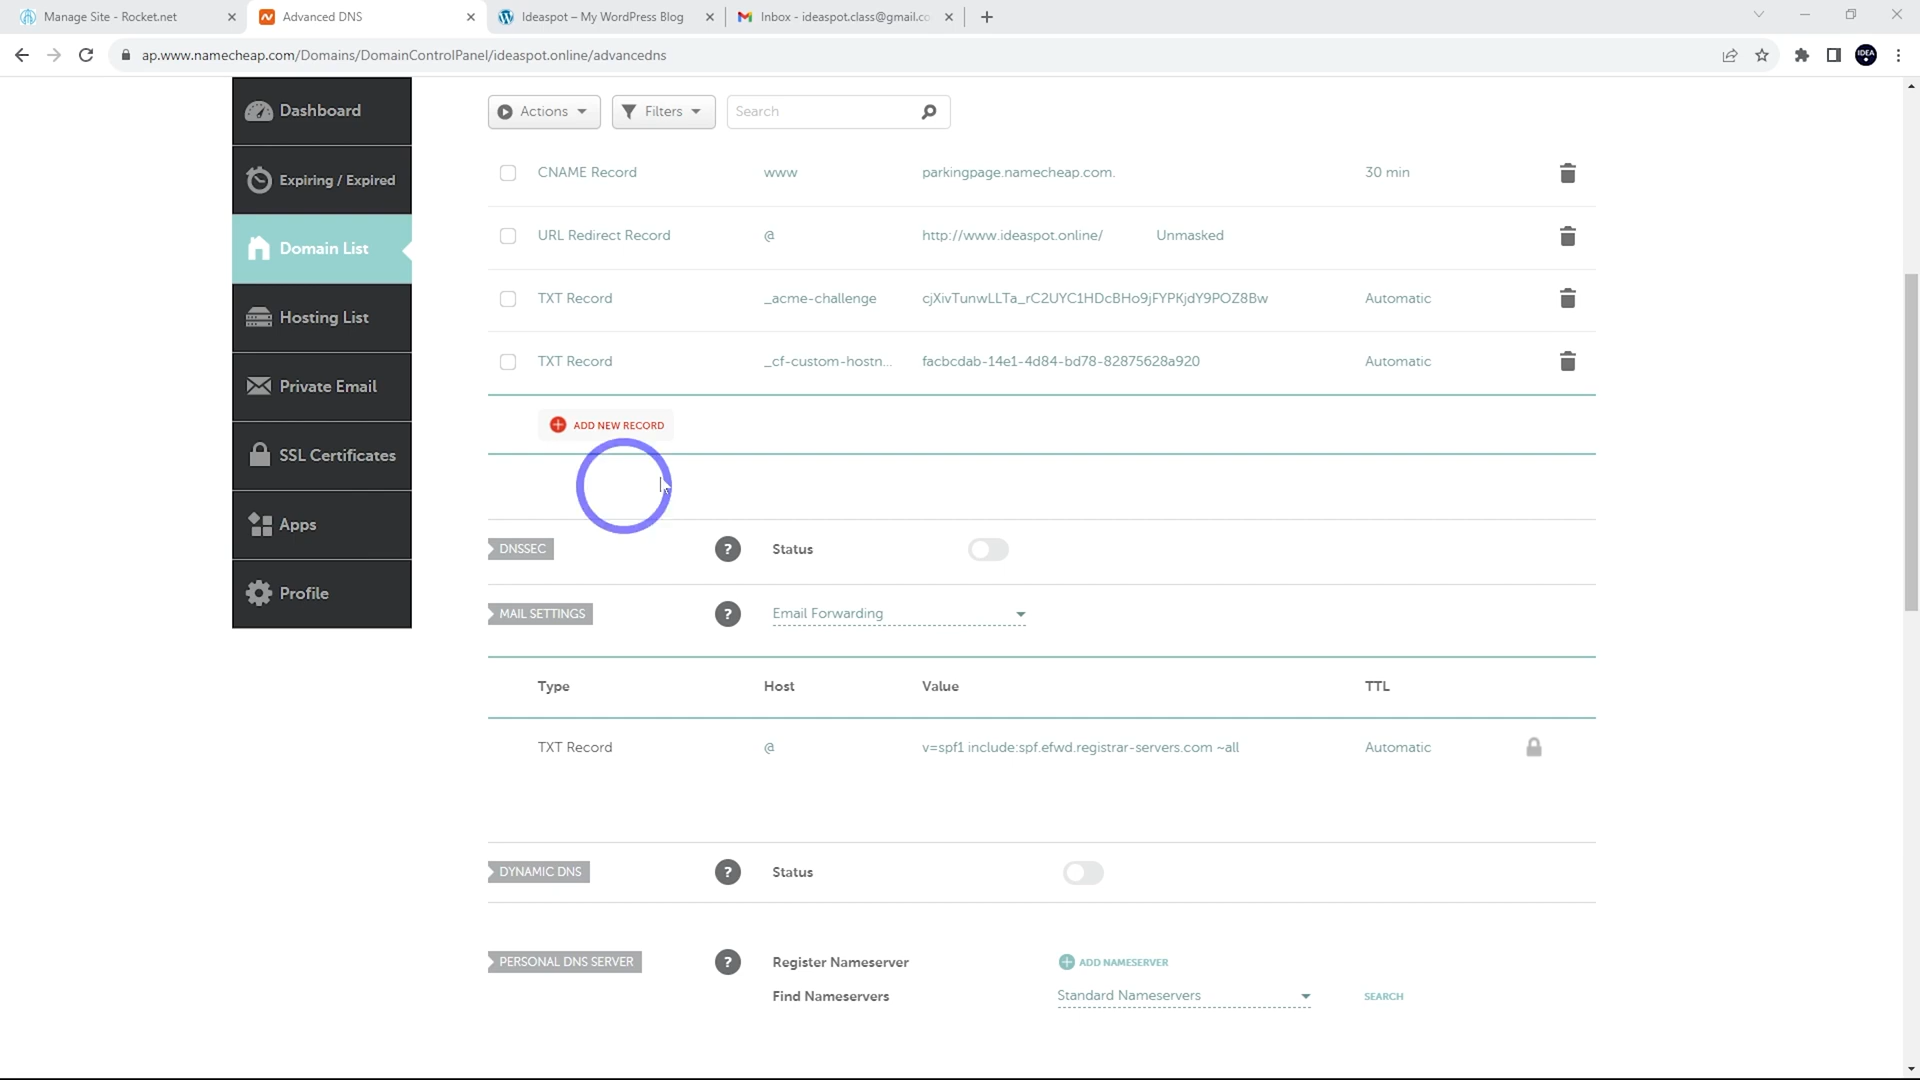 Manage Site - Rocket.net
Advanced DNS
Ideaspot – My WordPress Blog
Inbox - ideaspot.class@gmail.co
ap.www.namecheap.com/Domains/DomainControlPanel/ideaspot.online/advancedns
IDEA
Dashboard
Expiring / Expired
Domain List
Hosting List
Private Email
SSL Certificates
Apps
Profile
Actions
Filters
Search
CNAME Record www parkingpage.namecheap.com. 30 min
URL Redirect Record @ http://www.ideaspot.online/ Unmasked
TXT Record _acme-challenge cjXivTunwLLTa_rC2UYC1HDcBHo9jFYPKjdY9POZ8Bw Automatic
TXT Record _cf-custom-hostn... facbcdab-14e1-4d84-bd78-82875628a920 Automatic
ADD NEW RECORD
DNSSEC ? Status
MAIL SETTINGS ? Email Forwarding
Type Host Value TTL
TXT Record @ v=spf1 include:spf.efwd.registrar-servers.com ~all Automatic
DYNAMIC DNS ? Status
PERSONAL DNS SERVER ? Register Nameserver ADD NAMESERVER
Find Nameservers Standard Nameservers SEARCH